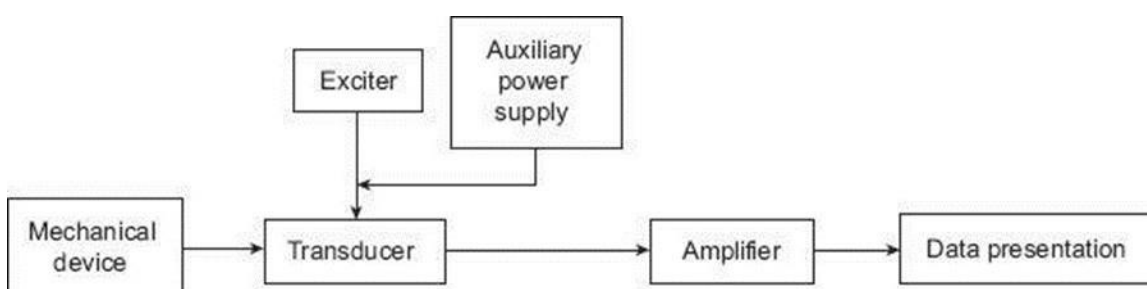 Exciter
Auxiliary
power
supply
Mechanical
device
Transducer
Amplifier
Data presentation